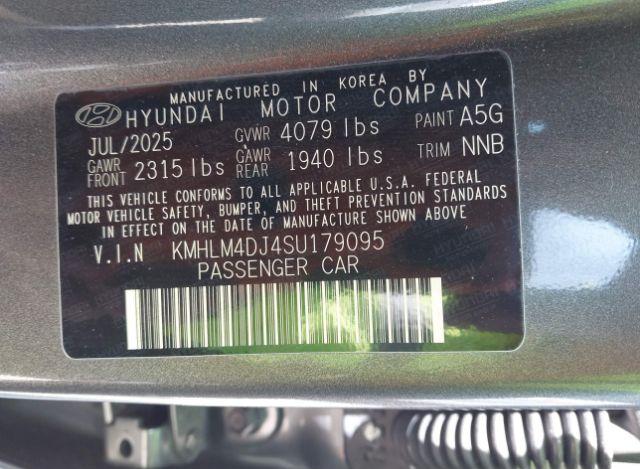 MANUFACTURED IN KOREA BY
HYUNDAI MOTOR COMPANY
JUL/2025 GVWR 4079 lbs PAINT A5G
GAWR FRONT 2315 lbs GAWR REAR 1940 lbs TRIM NNB
THIS VEHICLE CONFORMS TO ALL APPLICABLE U.S.A. FEDERAL
MOTOR VEHICLE SAFETY, BUMPER, AND THEFT PREVENTION STANDARDS
IN EFFECT ON THE DATE OF MANUFACTURE SHOWN ABOVE
V.I.N KMHLM4DJ4SU179095
PASSENGER CAR